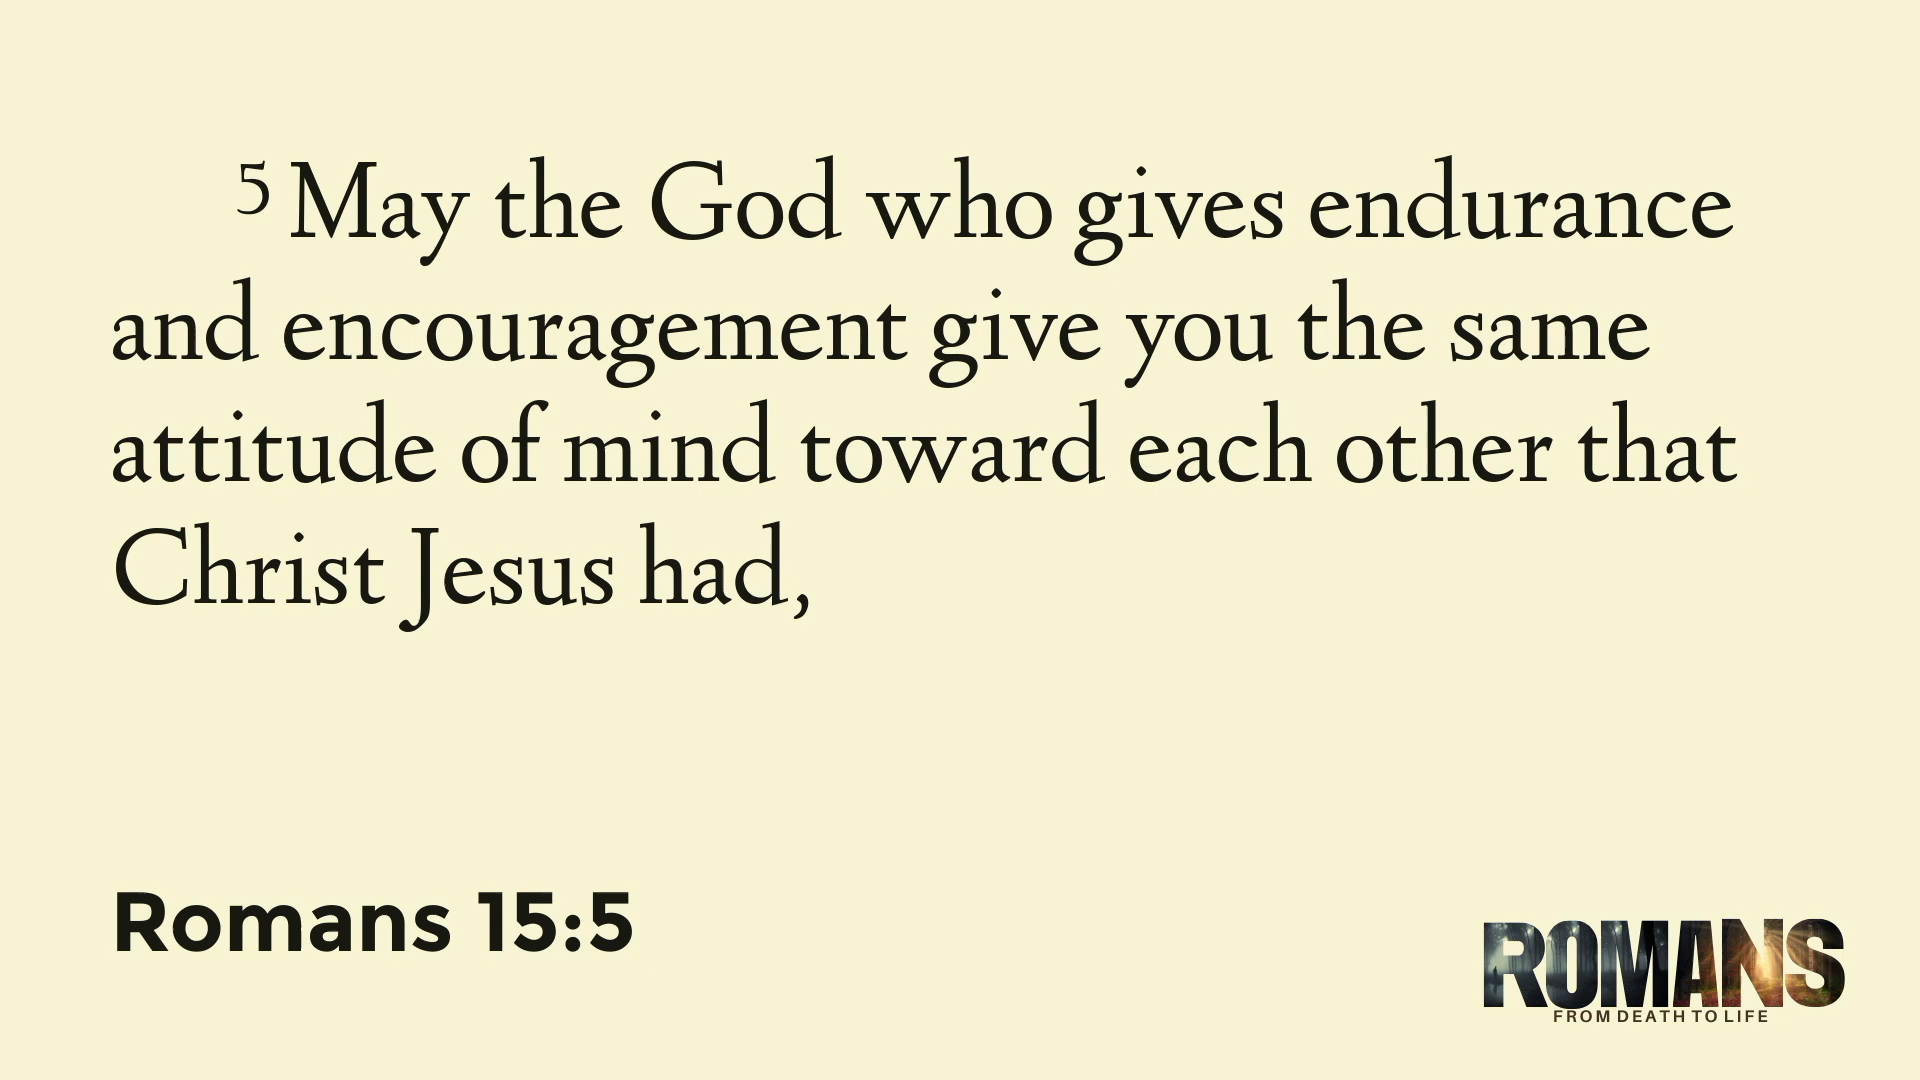 5 May the God who gives endurance
and encouragement give you the same
attitude of mind toward each other that
Christ Jesus had,
Romans 15:5
ROMANS
FROM DEATH TO LIFE